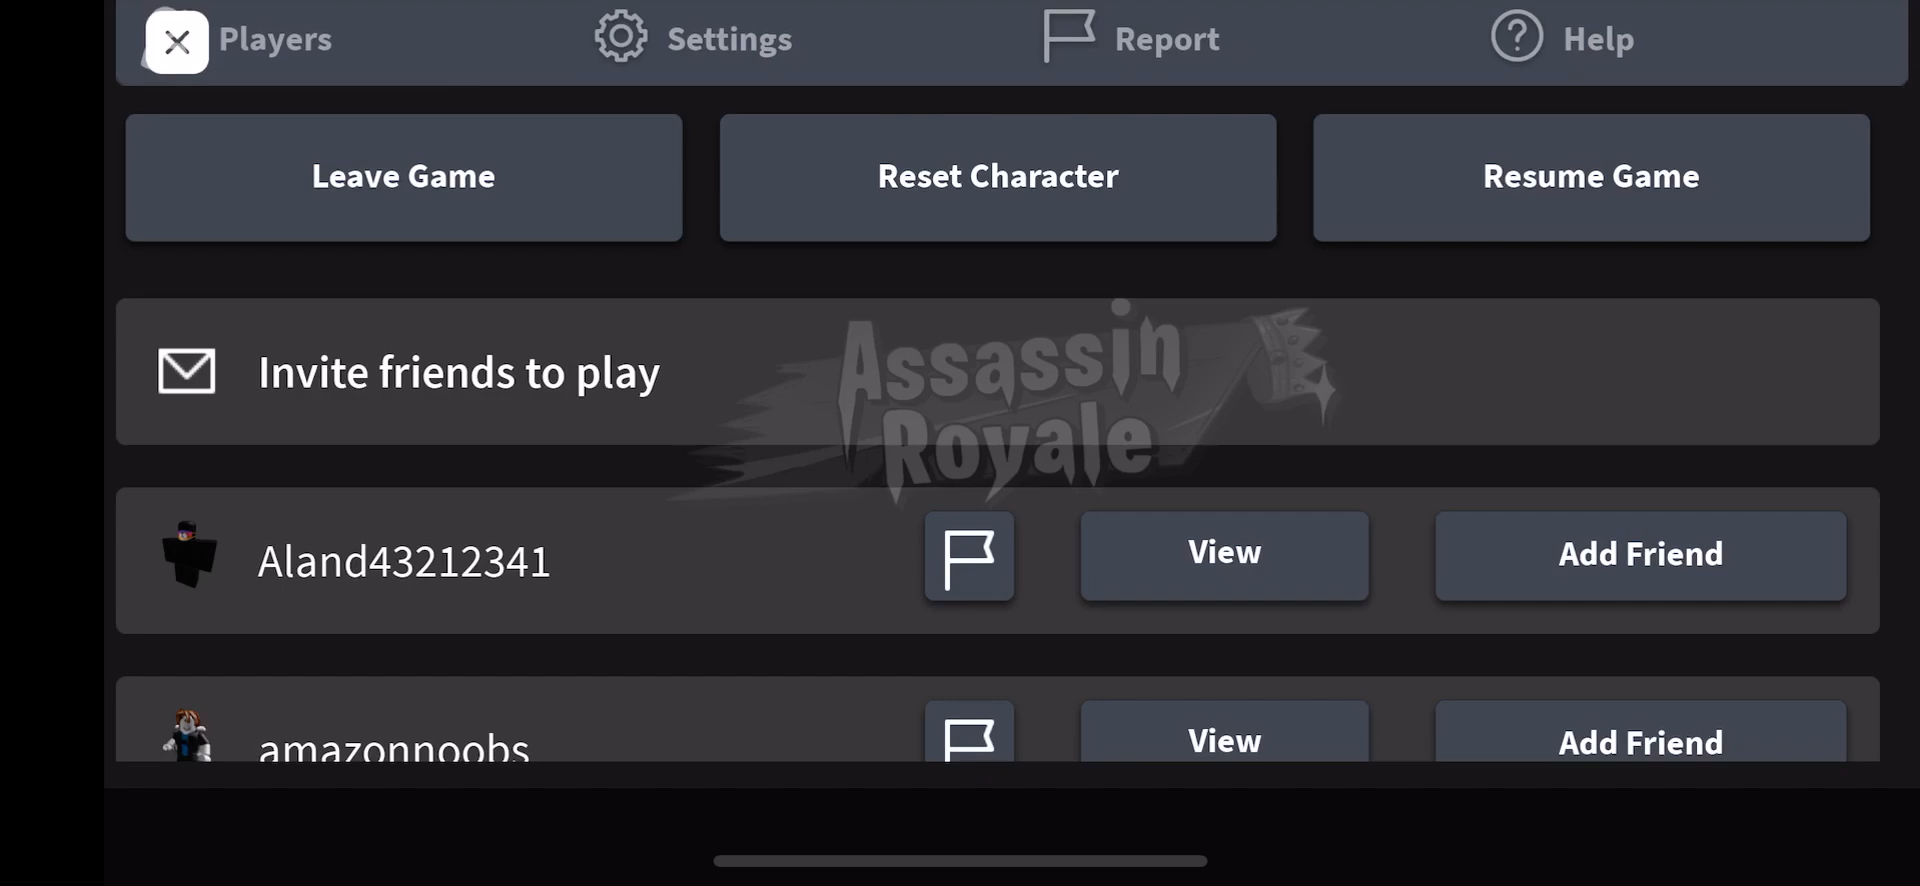 Players
Settings
Report
Help
Leave Game
Reset Character
Resume Game
Invite friends to play
Assassin
Royale
Aland43212341
View
Add Friend
amazonnoobs
View
Add Friend